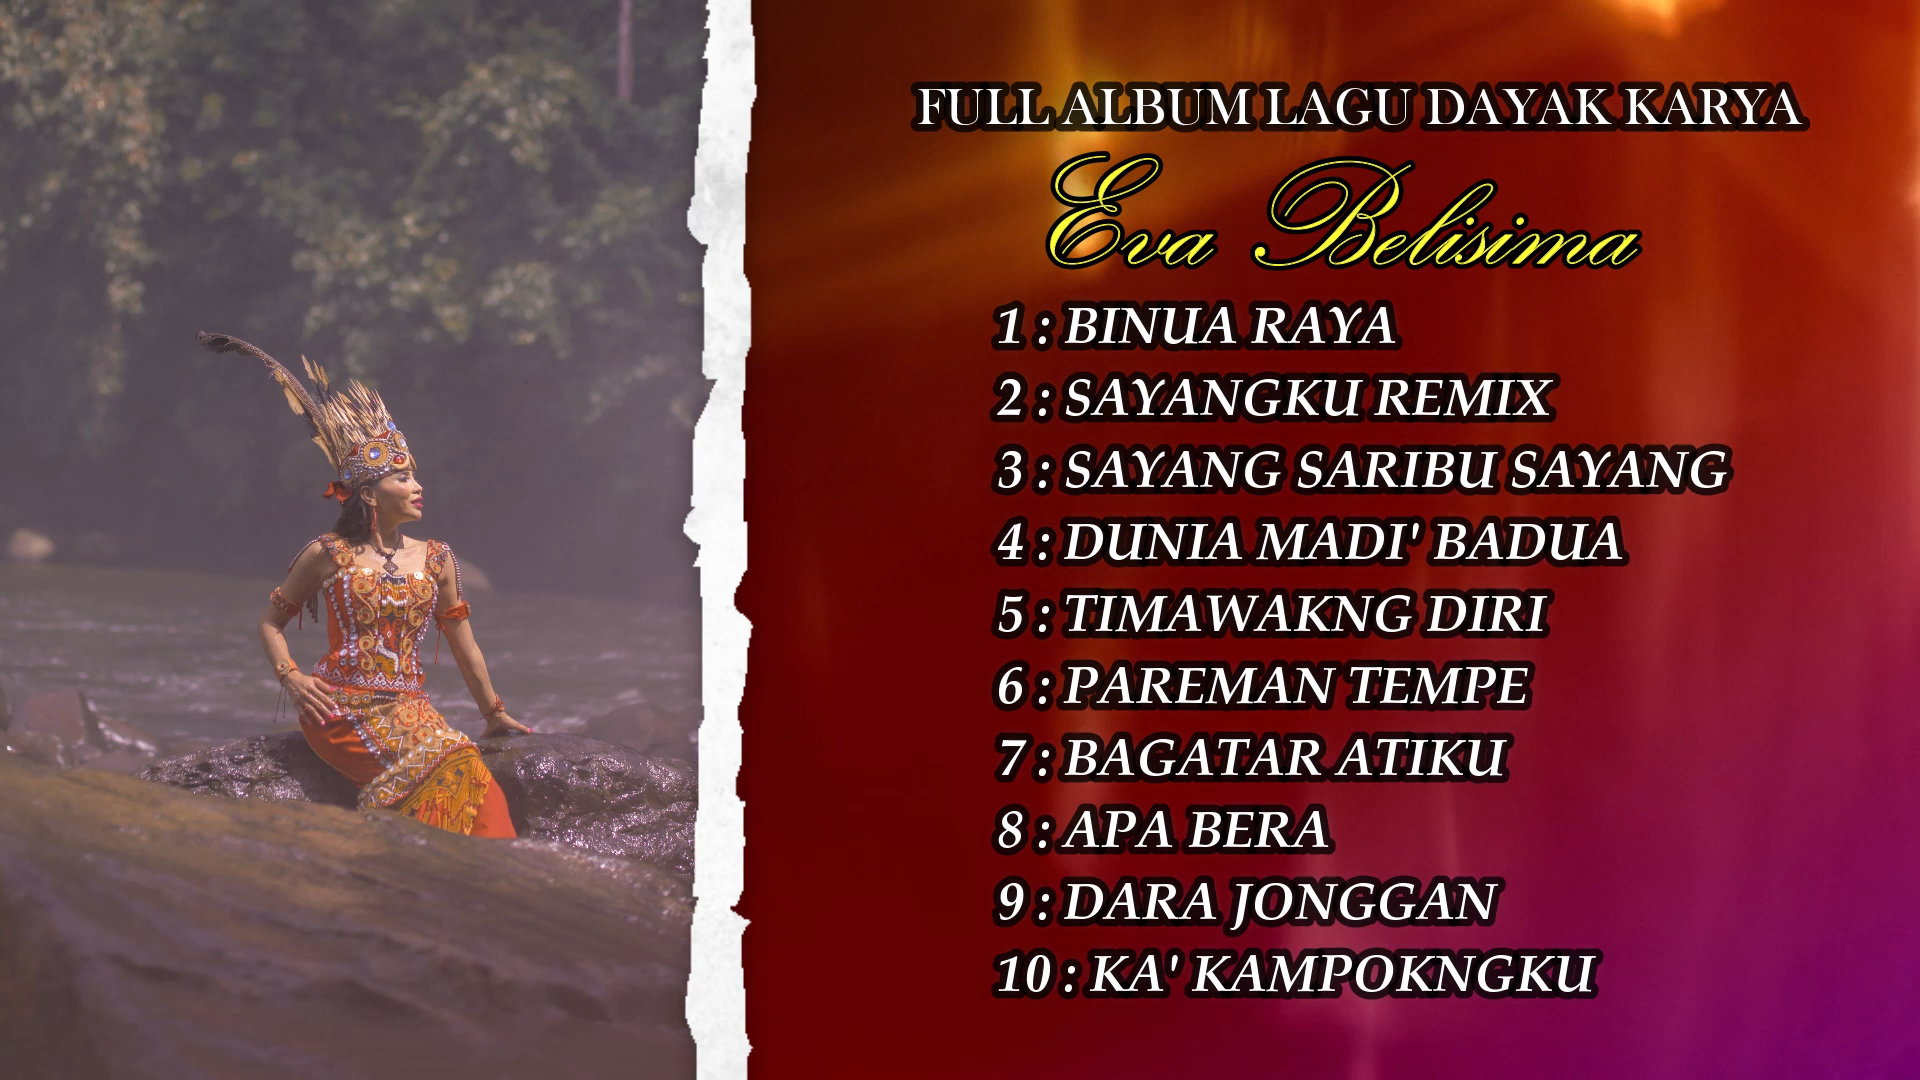 FULL ALBUM LAGU DAYAK KARYA
Eva Belisima
1 : BINUA RAYA
2 : SAYANGKU REMIX
3 : SAYANG SARIBU SAYANG
4 : DUNIA MADI' BADUA
5 : TIMAWAKNG DIRI
6 : PAREMAN TEMPE
7 : BAGATAR ATIKU
8 : APA BERA
9 : DARA JONGGAN
10 : KA' KAMPOKNGKU